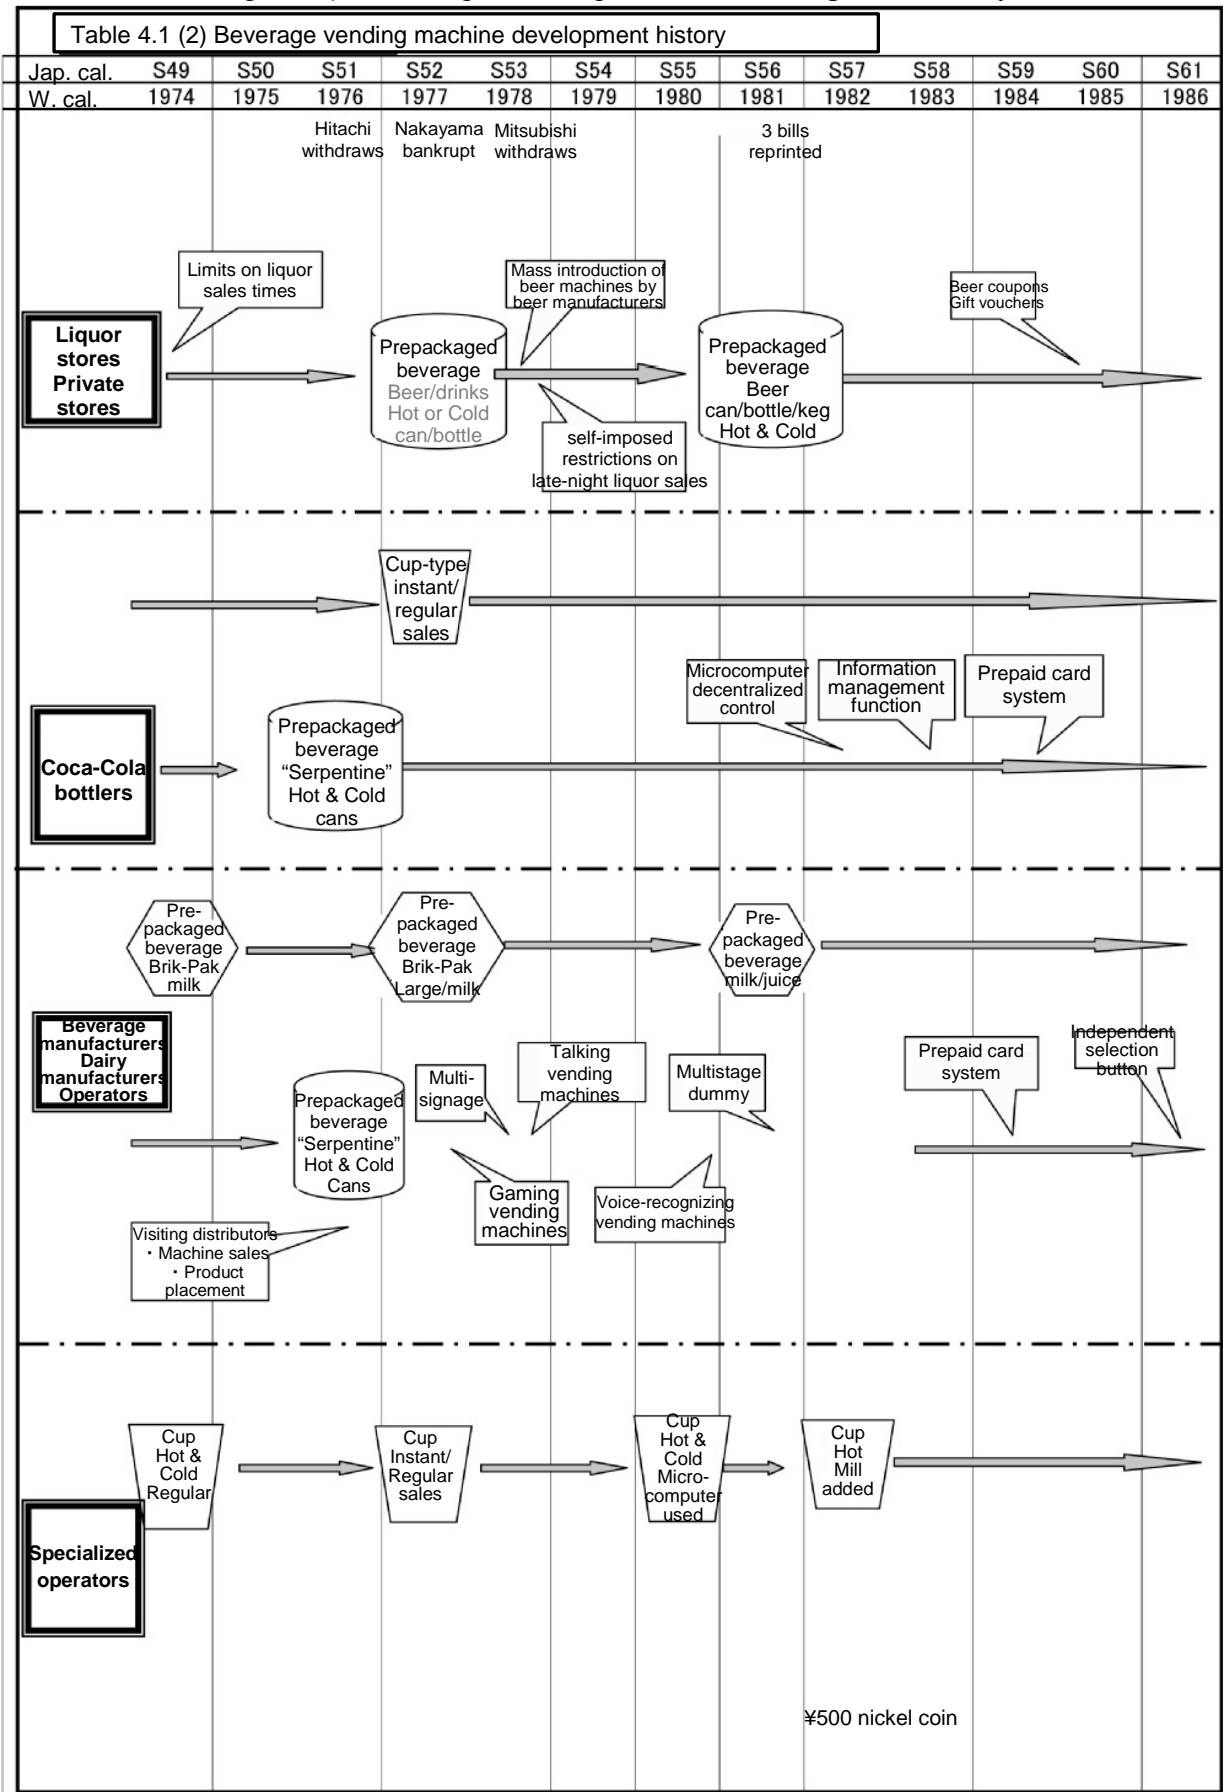 Table 4.1 (2) Beverage vending machine development history
Jap. cal. S49 S50 S51 S52 S53 S54 S55 S56 S57 S58 S59 S60 S61
W. cal. 1974 1975 1976 1977 1978 1979 1980 1981 1982 1983 1984 1985 1986
Hitachi
withdraws
Nakayama
bankrupt
Mitsubishi
withdraws
3 bills
reprinted
Limits on liquor
sales times
Mass introduction of
beer machines by
beer manufacturers
Beer coupons
Gift vouchers
Liquor
stores
Private
stores
Prepackaged
beverage
Beer/drinks
Hot or Cold
can/bottle
Prepackaged
beverage
Beer
can/bottle/keg
Hot & Cold
self-imposed
restrictions on
late-night liquor sales
Cup-type
instant/
regular
sales
Microcomputer
decentralized
control
Information
management
function
Prepaid card
system
Coca-Cola
bottlers
Prepackaged
beverage
“Serpentine”
Hot & Cold
cans
Pre-
packaged
beverage
Brik-Pak
milk
Pre-
packaged
beverage
Brik-Pak
Large/milk
Pre-
packaged
beverage
milk/juice
Beverage
manufacturers
Dairy
manufacturers
Operators
Prepackaged
beverage
“Serpentine”
Hot & Cold
Cans
Multi-
signage
Talking
vending
machines
Multistage
dummy
Prepaid card
system
Independent
selection
button
Gaming
vending
machines
Voice-recognizing
vending machines
Visiting distributors
・Machine sales
・Product
placement
Cup
Hot &
Cold
Regular
Cup
Instant/
Regular
sales
Cup
Hot &
Cold
Micro-
computer
used
Cup
Hot
Mill
added
Specialized
operators
¥500 nickel coin